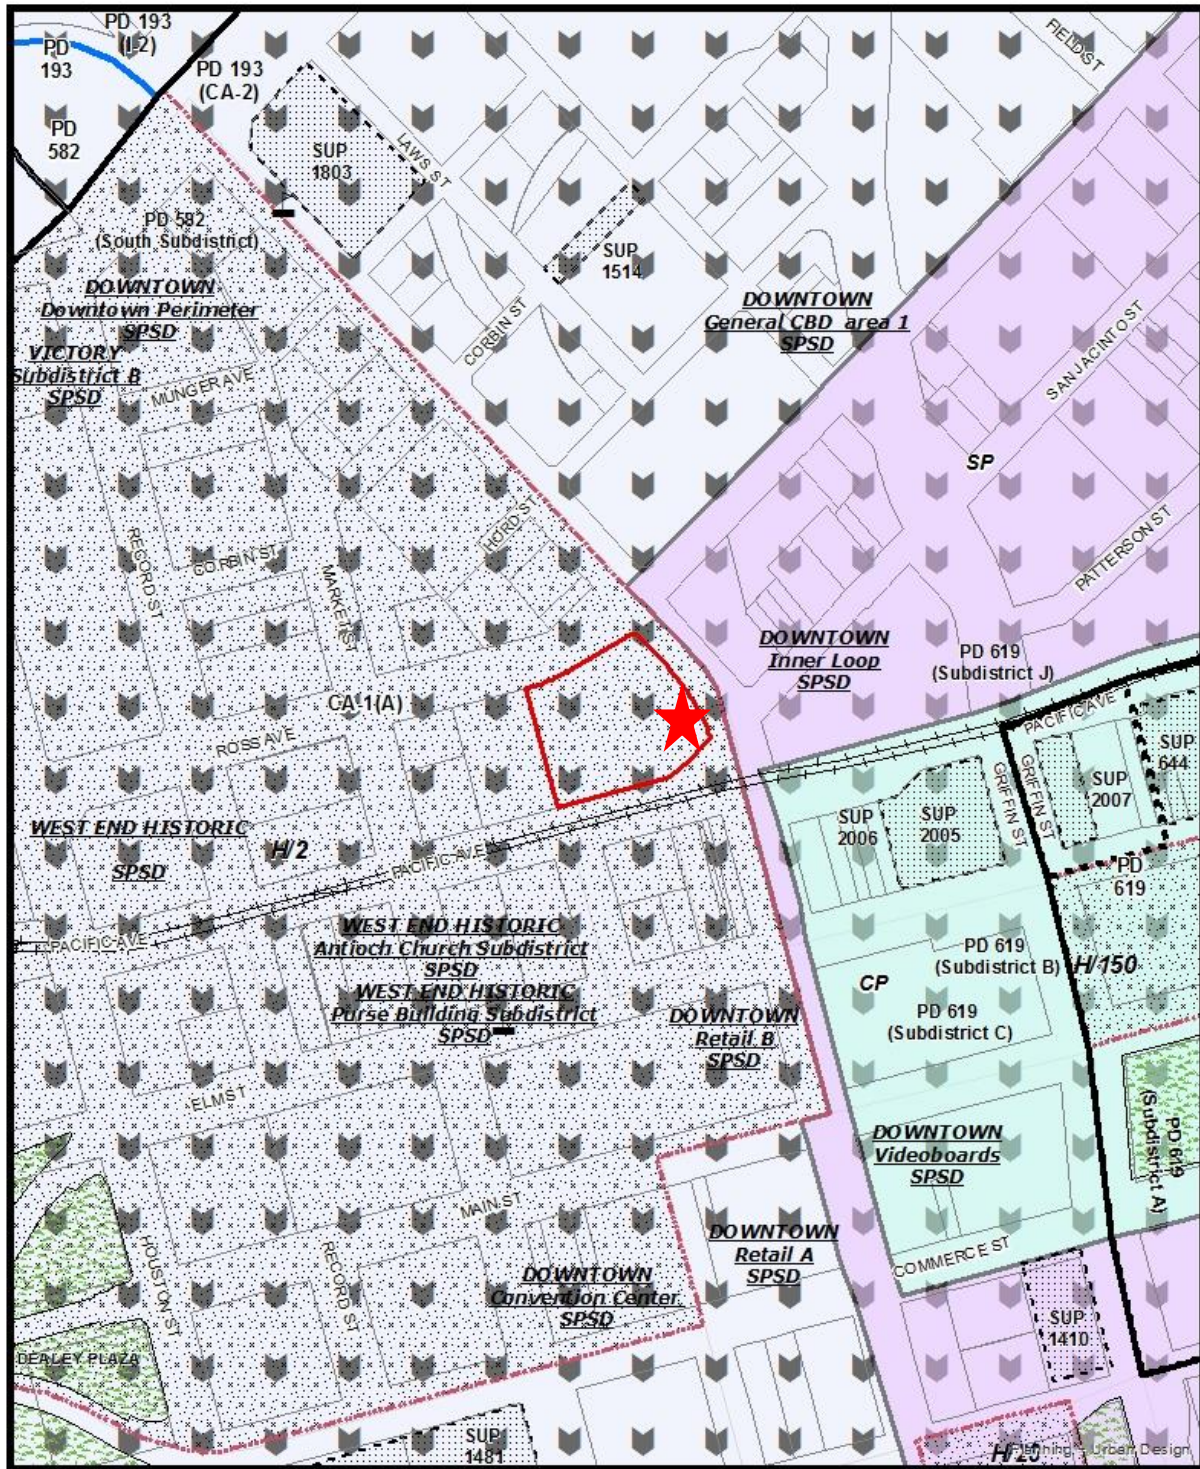 PD 193
(I-2)
PD
193
PD 193
(CA-2)
FIELD ST
PD
582
SUP
1803
LAWS ST
PD 582
(South Subdistrict)
SUP
1514
DOWNTOWN
Downtown Perimeter
SPSD
DOWNTOWN
General CBD area 1
SPSD
CORBIN ST
SAN JACINTO ST
VICTORY
Subdistrict B
SPSD
MUNGER AVE
SP
HORD ST
PATTERSON ST
RECORD ST
CORBIN ST
MARKET ST
DOWNTOWN
Inner Loop
SPSD
PD 619
(Subdistrict J)
CA-1(A)
PACIFIC AVE
ROSS AVE
SUP
644
GRIFFIN ST
GRIFFIN ST
SUP
2007
SUP
2006
SUP
2005
WEST END HISTORIC
SPSD
H/2
PACIFIC AVE
PD
619
PACIFIC AVE
WEST END HISTORIC
Antioch Church Subdistrict
SPSD
WEST END HISTORIC
Purse Building Subdistrict
SPSD
PD 619
(Subdistrict B)
H/150
CP
PD 619
(Subdistrict C)
DOWNTOWN
Retail B
SPSD
ELM ST
DOWNTOWN
Videoboards
SPSD
PD 619
(Subdistrict A)
MAIN ST
HOUSTON ST
RECORD ST
DOWNTOWN
Retail A
SPSD
COMMERCE ST
DOWNTOWN
Convention Center
SPSD
SUP
1410
DEALEY PLAZA
SUP
1481
Planning + Urban Design